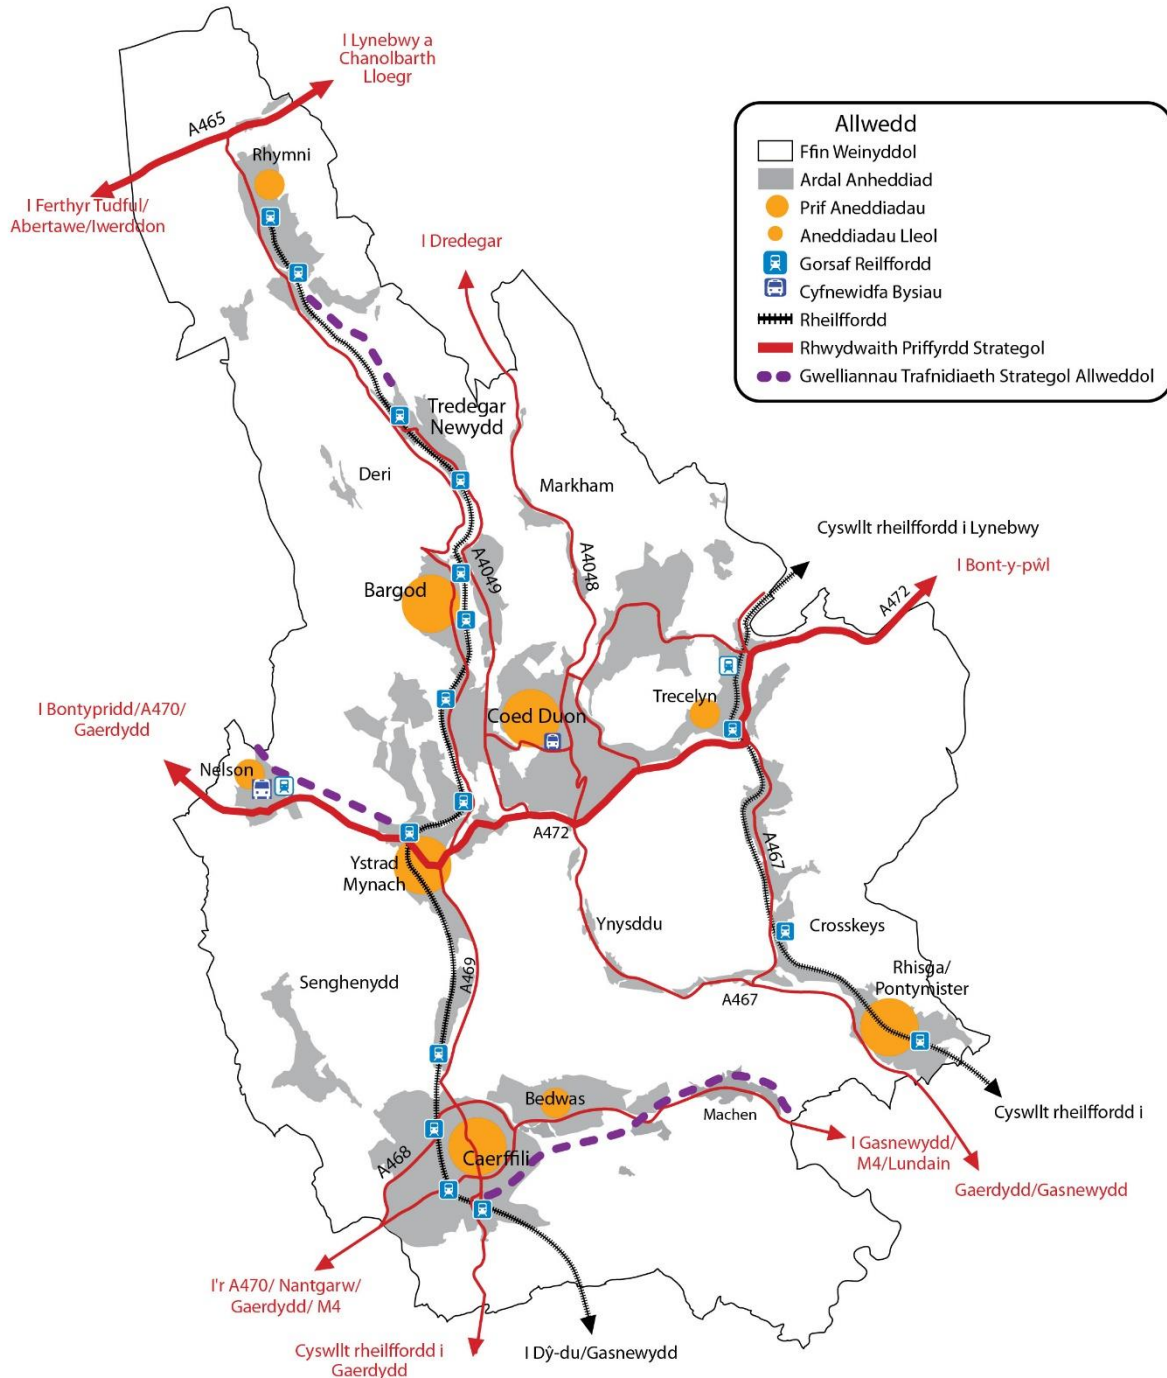 I Lynebwy a
Chanolbarth
Lloegr
A465
Rhymni
I Ferthyr Tudful/
Abertawe/Iwerddon
I Dredegar
Allwedd
Ffin Weinyddol
Ardal Anheddiad
Prif Aneddiadau
Aneddiadau Lleol
Gorsaf Reilffordd
Cyfnewidfa Bysiau
Rheilffordd
Rhwydwaith Priffyrdd Strategol
Gwelliannau Trafnidiaeth Strategol Allweddol
Tredegar
Newydd
Deri
Markham
Cyswllt rheilffordd i Lynebwy
I Bont-y-pŵl
A4049
A4048
A472
Bargod
I Bontypridd/A470/
Gaerdydd
Coed Duon
Trecelyn
Nelson
A472
Ystrad
Mynach
A467
Ynysddu
Crosskeys
Senghenydd
A469
Rhisga/
Pontymister
A467
Bedwas
Machen
Cyswllt rheilffordd i
Caerffili
A468
I Gasnewydd/
M4/Lundain
Gaerdydd/Gasnewydd
I'r A470/ Nantgarw/
Gaerdydd/ M4
Cyswllt rheilffordd i
Gaerdydd
I Dŷ-du/Gasnewydd